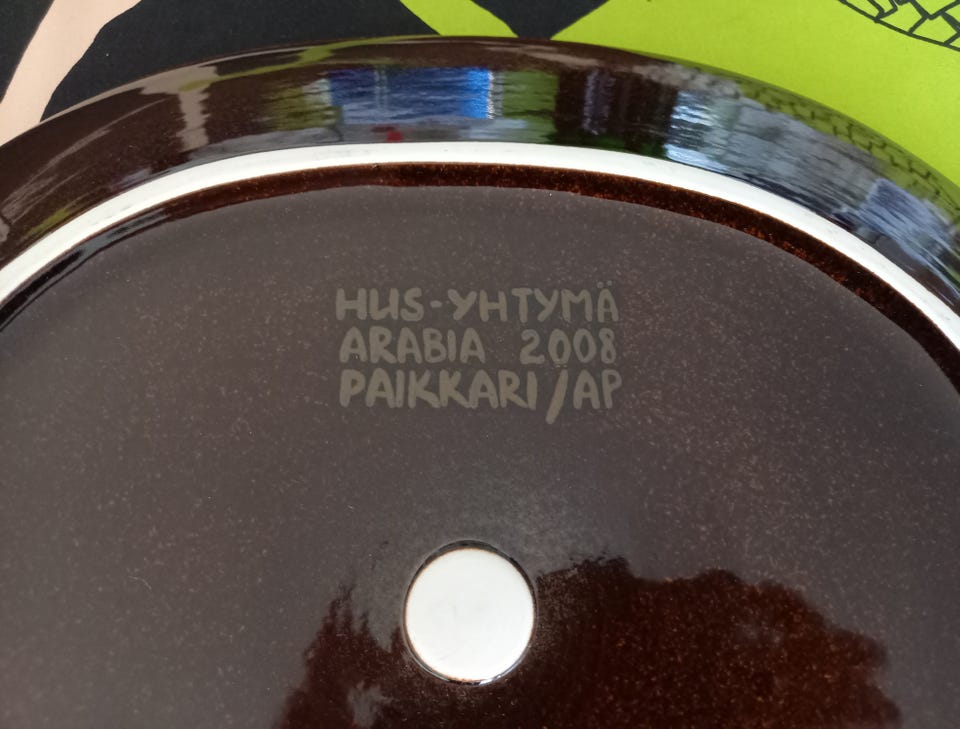 HUS-YHTYMÄ
ARABIA 2008
PAIKKARI/AP